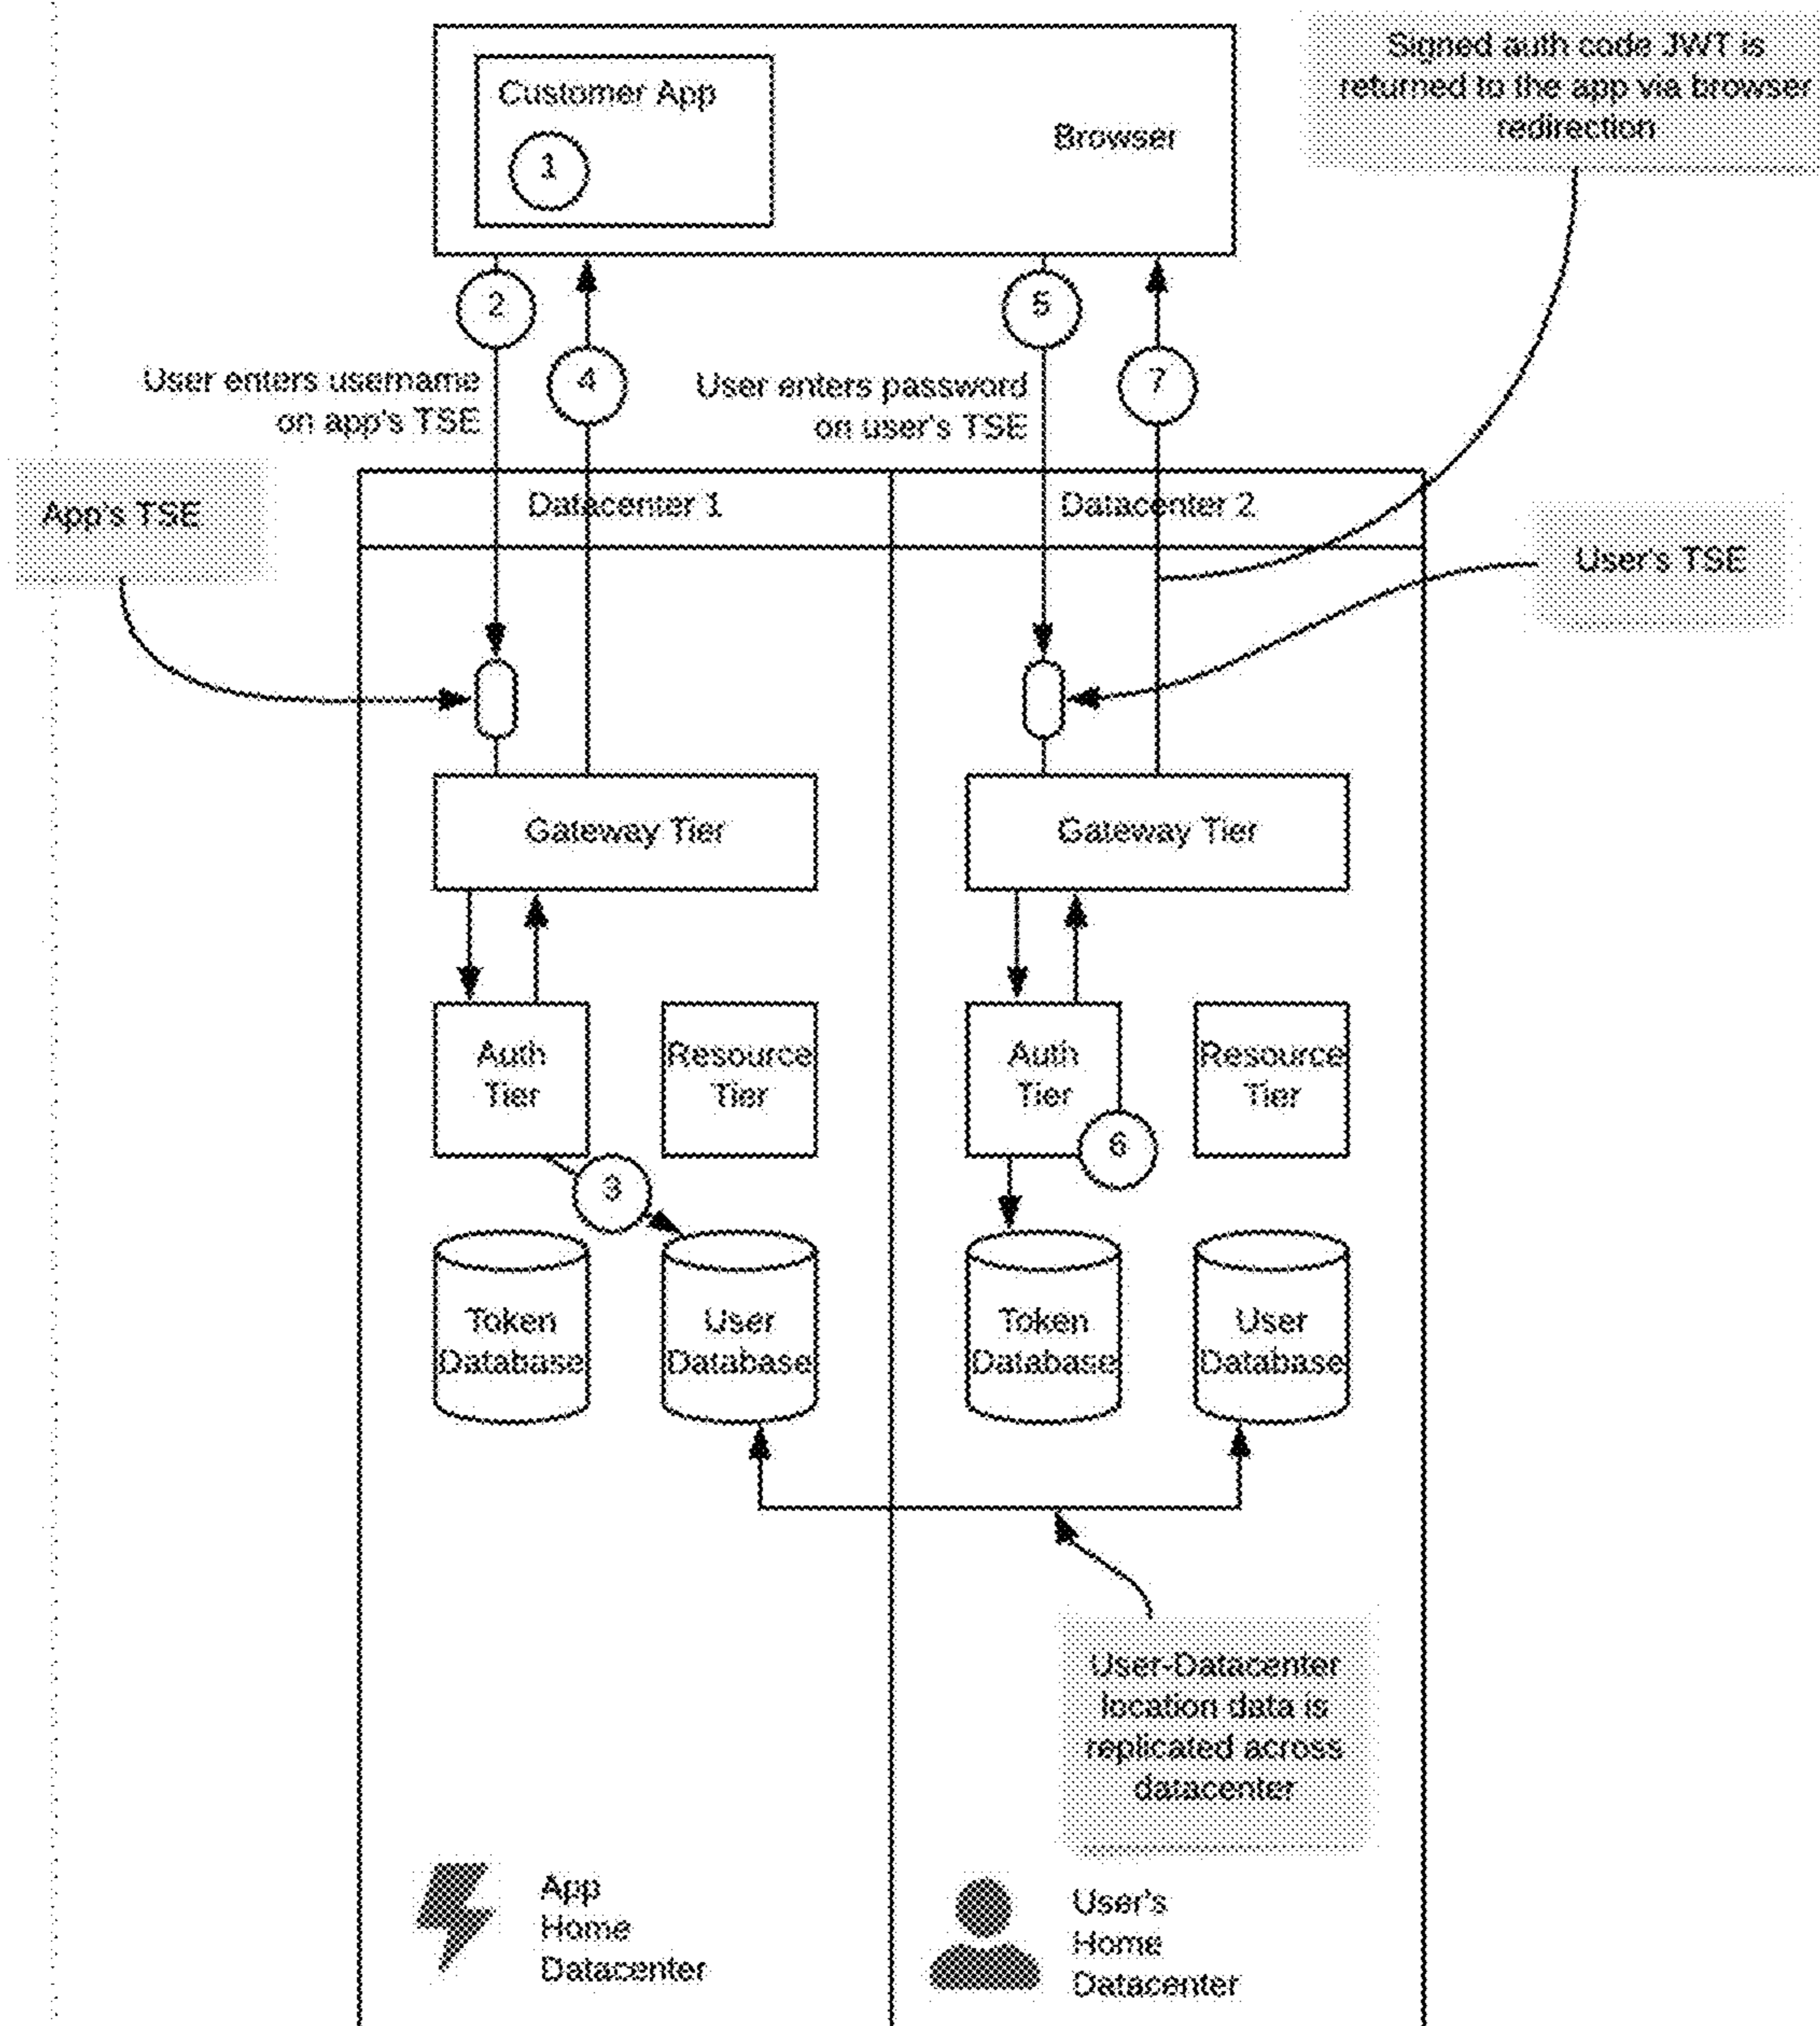 Signed auth code JWT is
returned to the app via browser
redirection
Customer App
1
Browser
2
5
4
7
User enters username
on app's TSE
User enters password
on user's TSE
App's TSE
Datacenter 1
Datacenter 2
User's TSE
Gateway Tier
Gateway Tier
Auth
Tier
Resource
Tier
Auth
Tier
Resource
Tier
6
3
Token
Database
User
Database
Token
Database
User
Database
User-Datacenter
location data is
replicated across
datacenter
App
Home
Datacenter
User's
Home
Datacenter